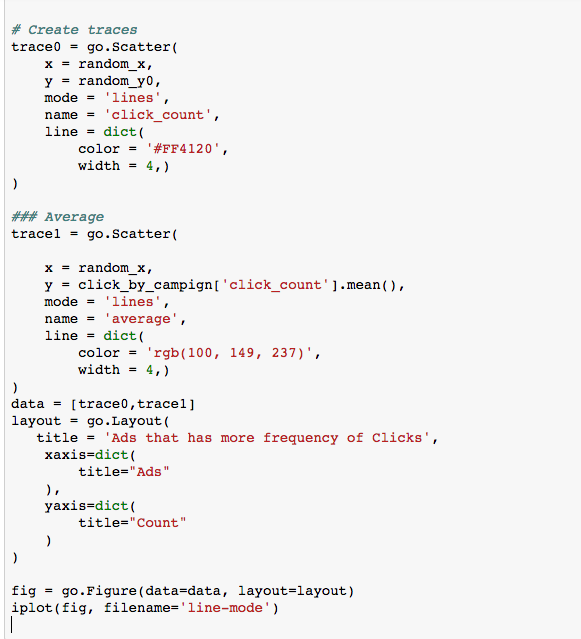 # Create traces
trace0 = go.Scatter(
    x = random_x,
    y = random_y0,
    mode = 'lines',
    name = 'click_count',
    line = dict(
        color = '#FF4120',
        width = 4,)
)
### Average
trace1 = go.Scatter(
    x = random_x,
    y = click_by_campign['click_count'].mean(),
    mode = 'lines',
    name = 'average',
    line = dict(
        color = 'rgb(100, 149, 237)',
        width = 4,)
)
data = [trace0,trace1]
layout = go.Layout(
   title = 'Ads that has more frequency of Clicks',
    xaxis=dict(
        title="Ads"
    ),
    yaxis=dict(
        title="Count"
    )
)
fig = go.Figure(data=data, layout=layout)
iplot(fig, filename='line-mode')